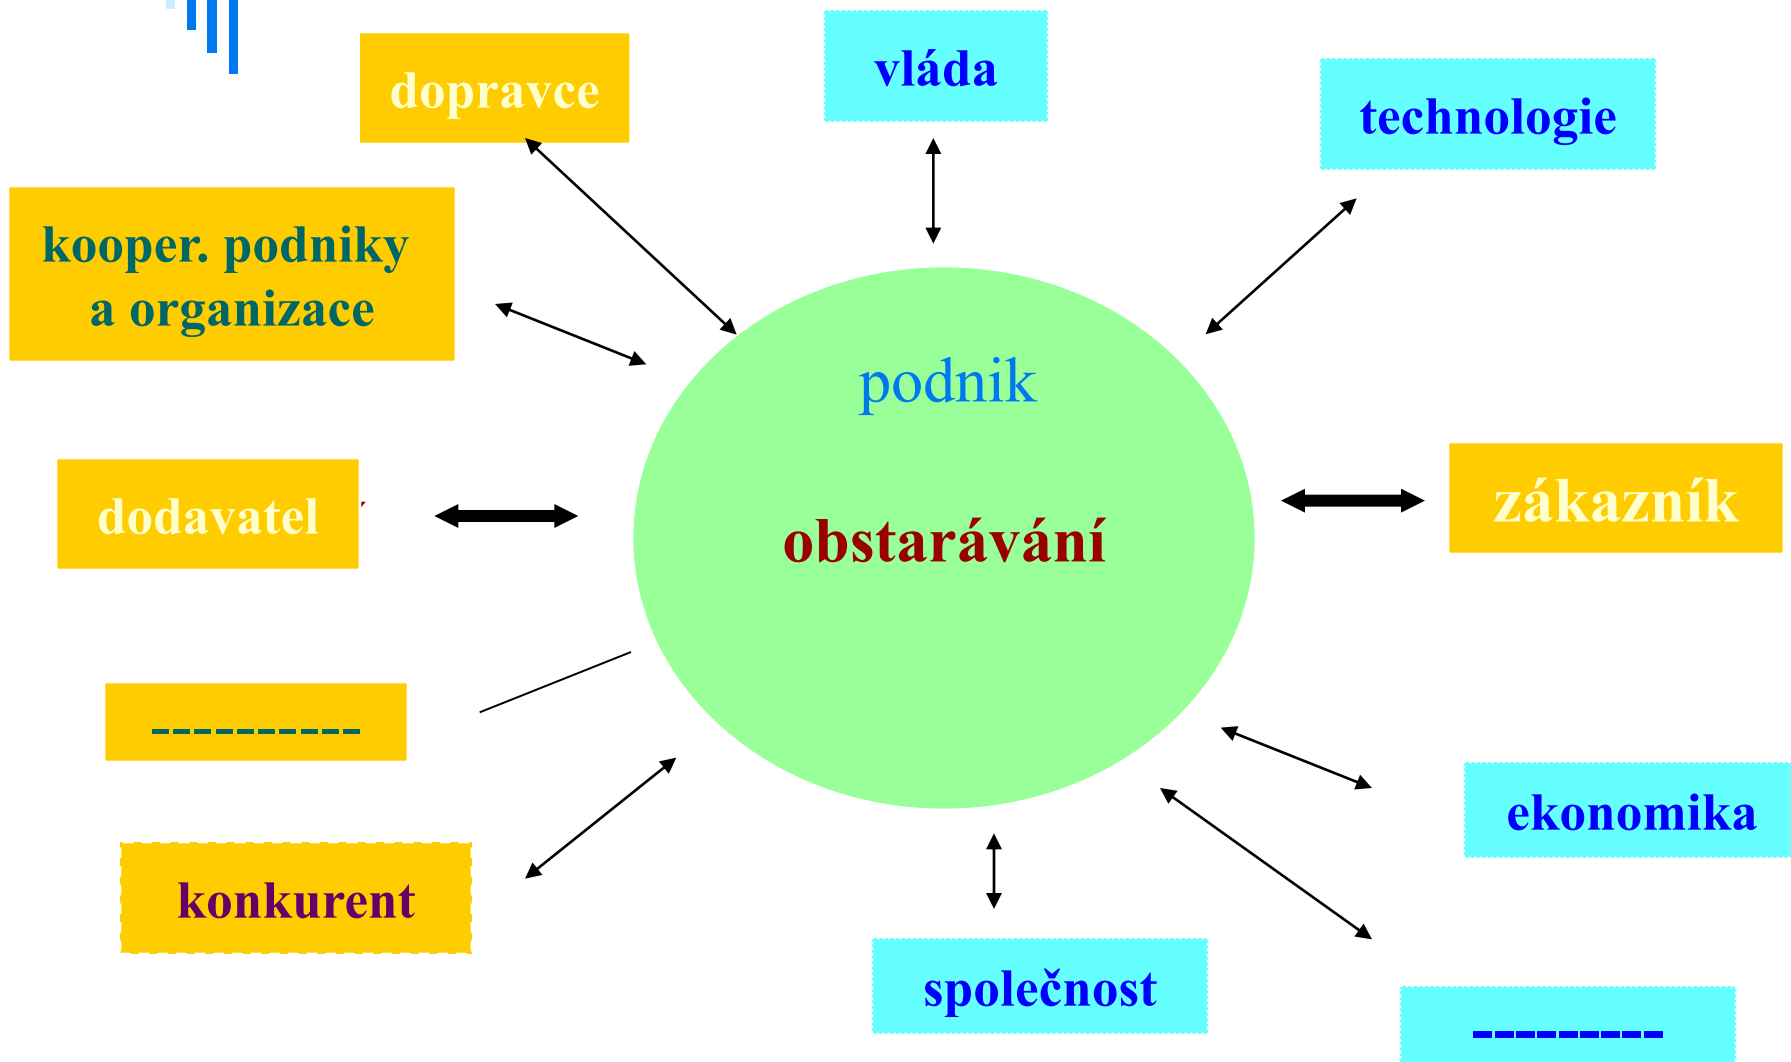 dopravce
vláda
technologie
kooper. podniky
a organizace
podnik
dodavatel
obstarávání
zákazník
----------
konkurent
ekonomika
společnost
---------